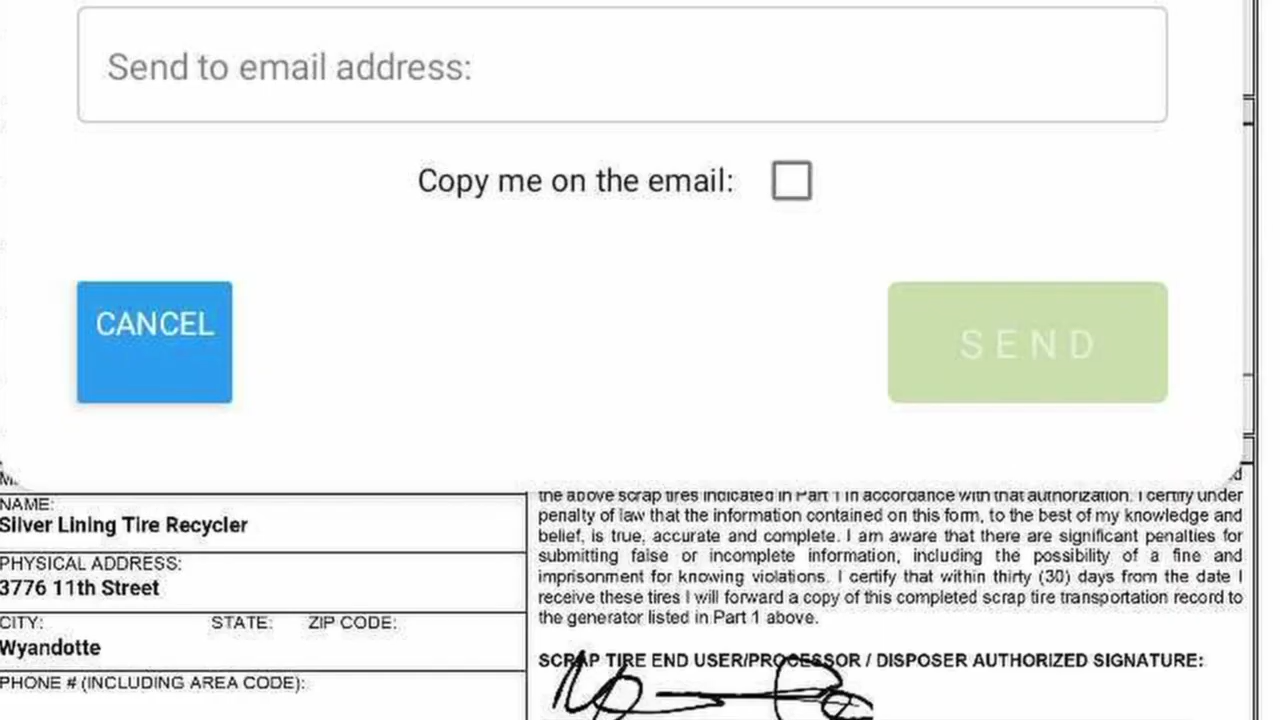 Send to email address:
Copy me on the email:
CANCEL
SEND
NAME:
Silver Lining Tire Recycler
PHYSICAL ADDRESS:
3776 11th Street
CITY: STATE: ZIP CODE:
Wyandotte
PHONE # (INCLUDING AREA CODE):
the above scrap tires indicated in Part 1 in accordance with that authorization. I certify under
penalty of law that the information contained on this form, to the best of my knowledge and
belief, is true, accurate and complete. I am aware that there are significant penalties for
submitting false or incomplete information, including the possibility of a fine and
imprisonment for knowing violations. I certify that within thirty (30) days from the date I
receive these tires I will forward a copy of this completed scrap tire transportation record to
the generator listed in Part 1 above.
SCRAP TIRE END USER/PROCESSOR / DISPOSER AUTHORIZED SIGNATURE: